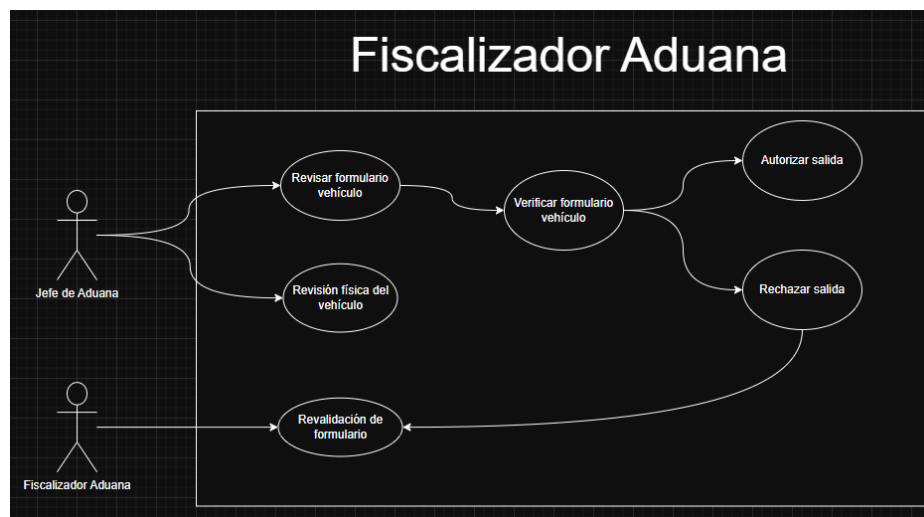 Fiscalizador Aduana
Autorizar salida
Revisar formulario
vehículo
Verificar formulario
vehículo
Jefe de Aduana
Revisión física del
vehículo
Rechazar salida
Revalidación de
formulario
Fiscalizador Aduana